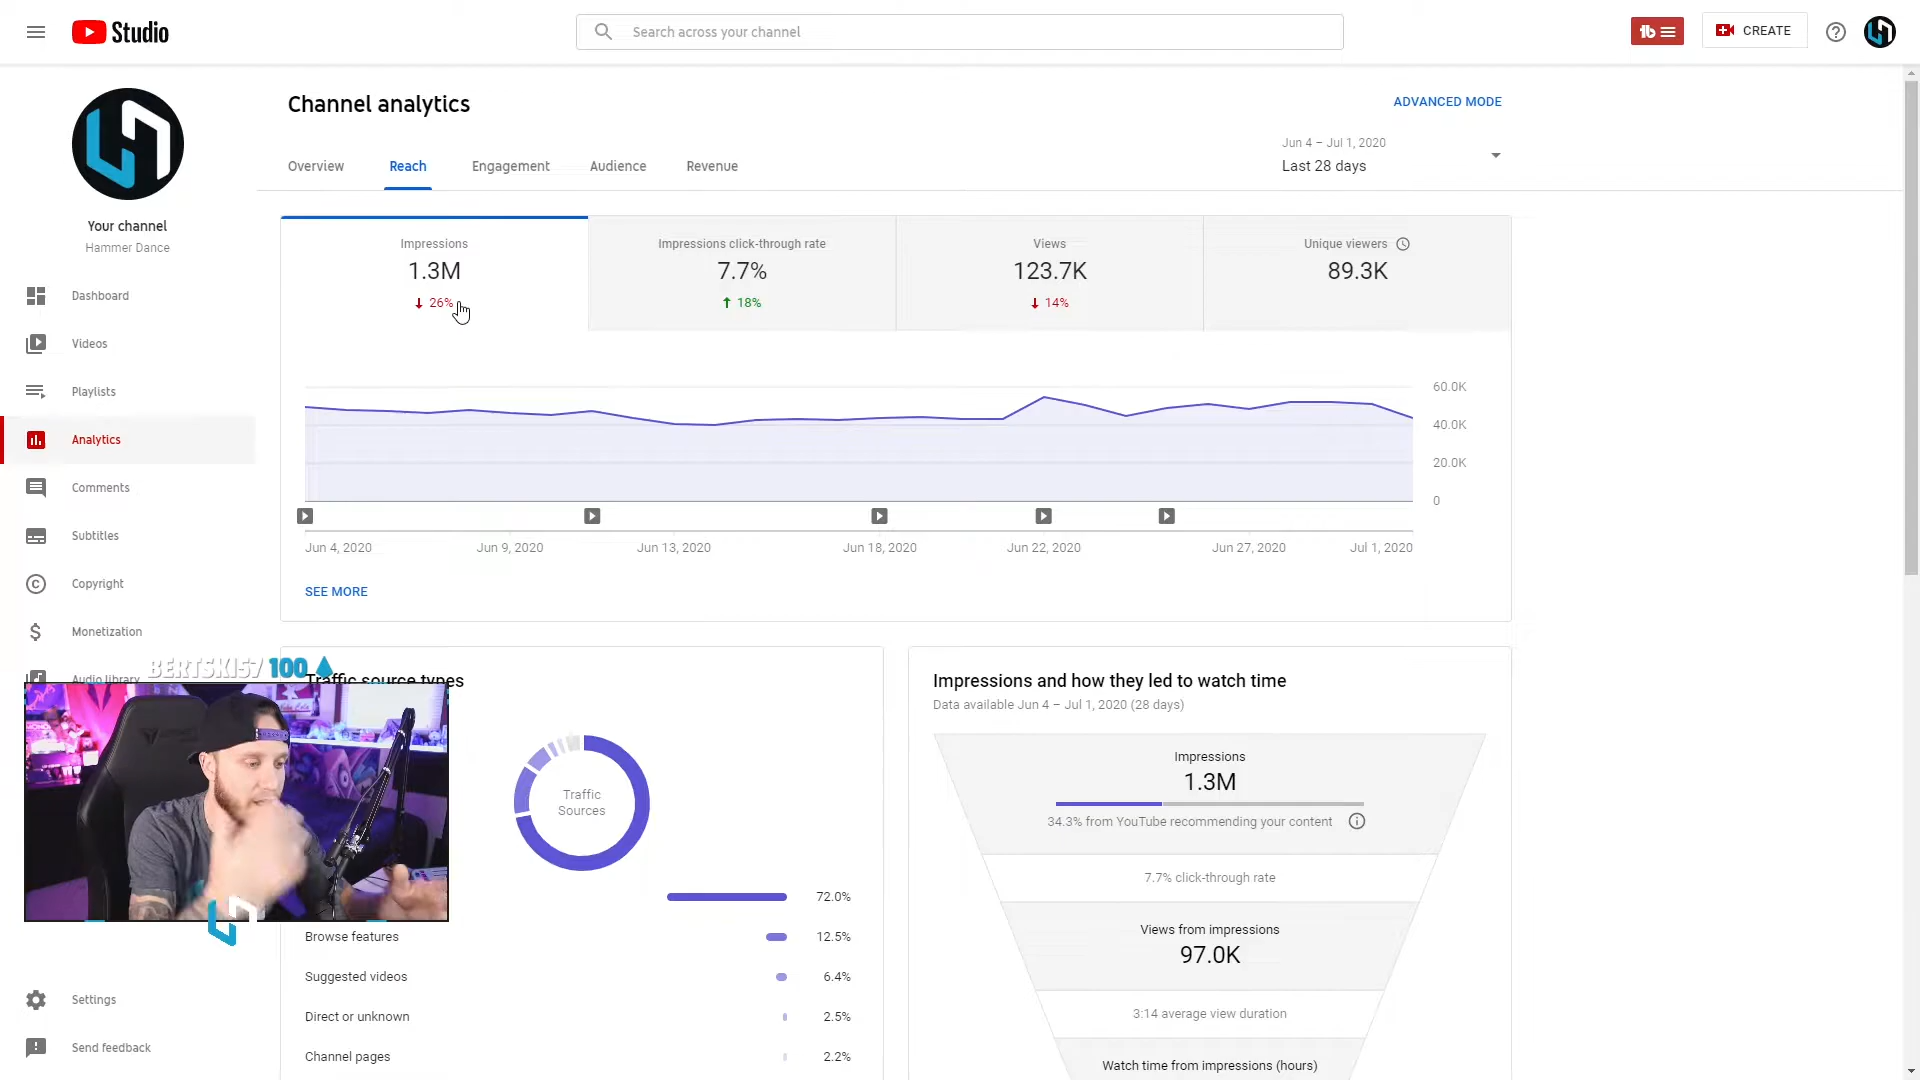 Studio
Search across your channel
CREATE
Channel analytics
ADVANCED MODE
Overview
Reach
Engagement
Audience
Revenue
Jun 4 – Jul 1, 2020
Last 28 days
Your channel
Hammer Dance
Dashboard
Videos
Playlists
Analytics
Comments
Subtitles
Copyright
Monetization
Audio library
Settings
Send feedback
Impressions
1.3M
26%
Impressions click-through rate
7.7%
18%
Views
123.7K
14%
Unique viewers
89.3K
60.0K
40.0K
20.0K
0
Jun 4, 2020
Jun 9, 2020
Jun 13, 2020
Jun 18, 2020
Jun 22, 2020
Jun 27, 2020
Jul 1, 2020
SEE MORE
BERTSKI57 100
Traffic source types
Traffic
Sources
72.0%
Browse features
12.5%
Suggested videos
6.4%
Direct or unknown
2.5%
Channel pages
2.2%
Impressions and how they led to watch time
Data available Jun 4 – Jul 1, 2020 (28 days)
Impressions
1.3M
34.3% from YouTube recommending your content
7.7% click-through rate
Views from impressions
97.0K
3:14 average view duration
Watch time from impressions (hours)